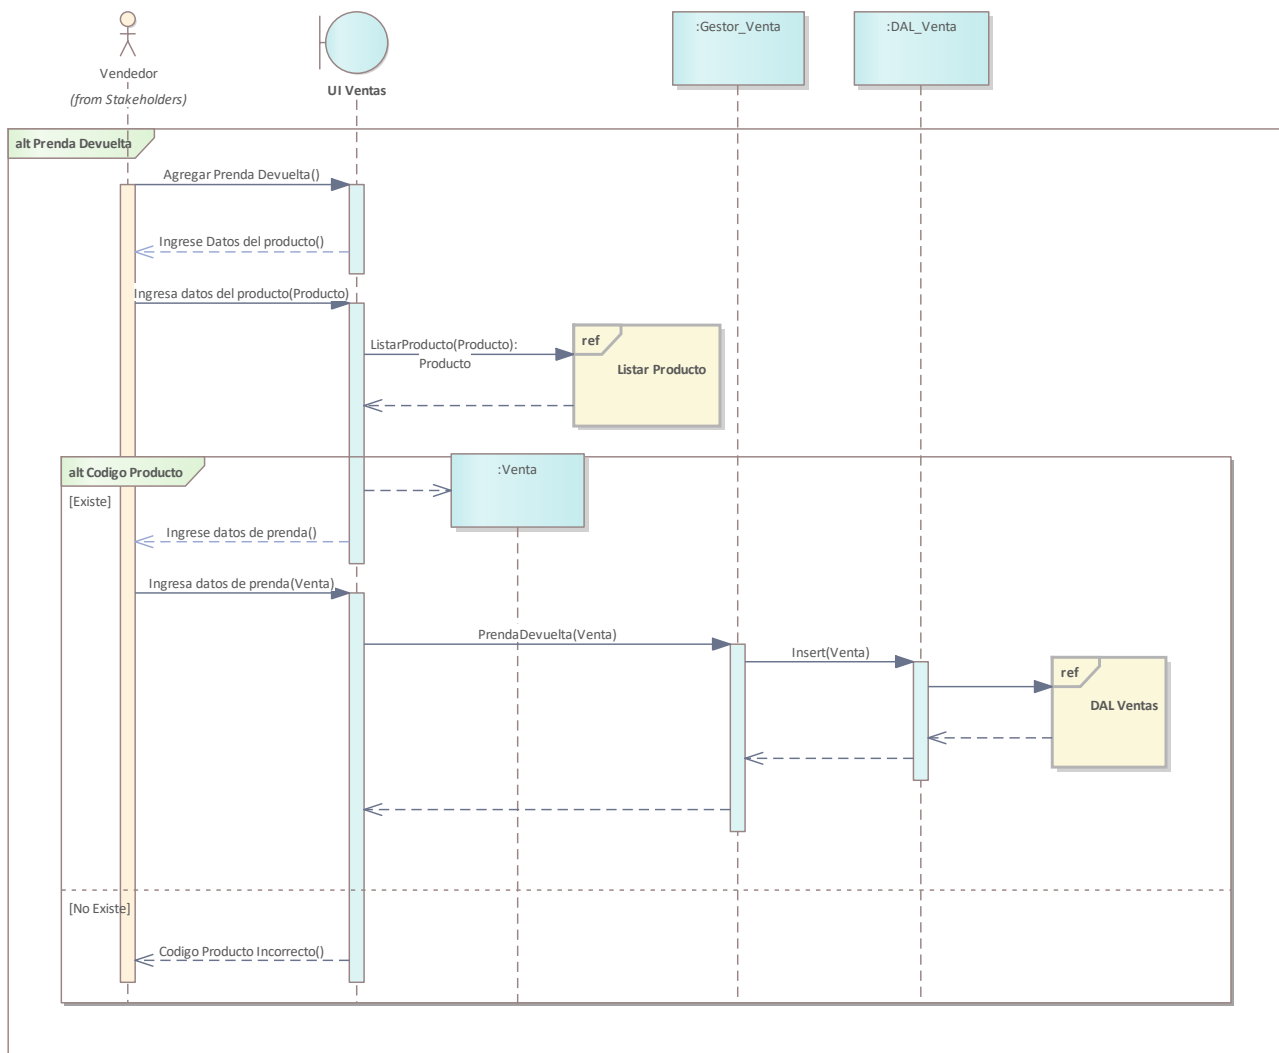 :Gestor_Venta
:DAL_Venta
Vendedor
(from Stakeholders)
UI Ventas
alt Prenda Devuelta
Agregar Prenda Devuelta()
Ingrese Datos del producto()
Ingresa datos del producto(Producto)
ListarProducto(Producto):
Producto
ref
Listar Producto
alt Codigo Producto
:Venta
[Existe]
Ingrese datos de prenda()
Ingresa datos de prenda(Venta)
PrendaDevuelta(Venta)
Insert(Venta)
ref
DAL Ventas
[No Existe]
Codigo Producto Incorrecto()